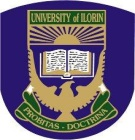 UNIVERSITY of ILORIN
PROBITAS - DOCTRINA